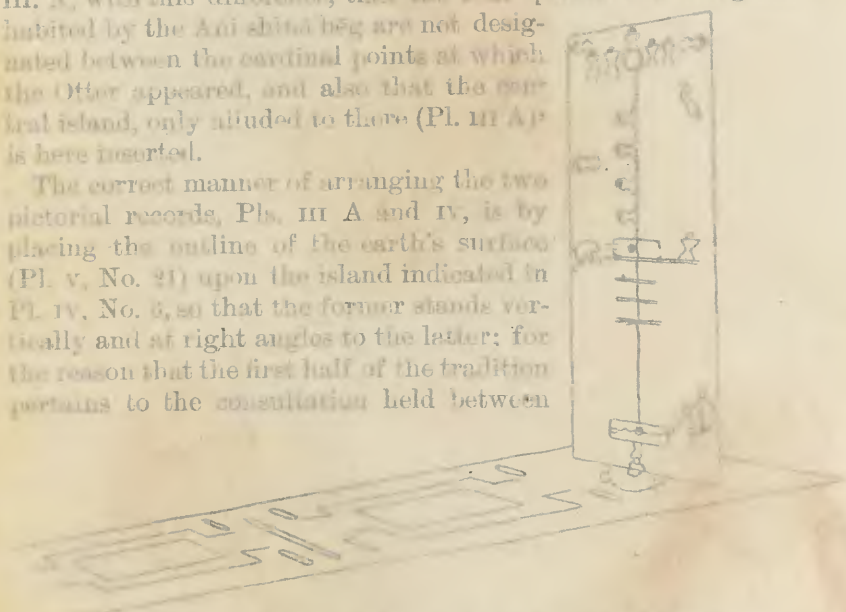 habited by the Ani shina bēg are not desig-
nated between the cardinal points at which
the Otter appeared, and also that the cen-
tral island, only alluded to there (Pl. III A)
is here inserted.
The correct manner of arranging the two
pictorial records, Pls. III A and IV, is by
placing the outline of the earth's surface
(Pl. V, No. 21) upon the island indicated in
Pl. IV, No. 6, so that the former stands ver-
tically and at right angles to the latter; for
the reason that the first half of the tradition
pertains to the consultation held between